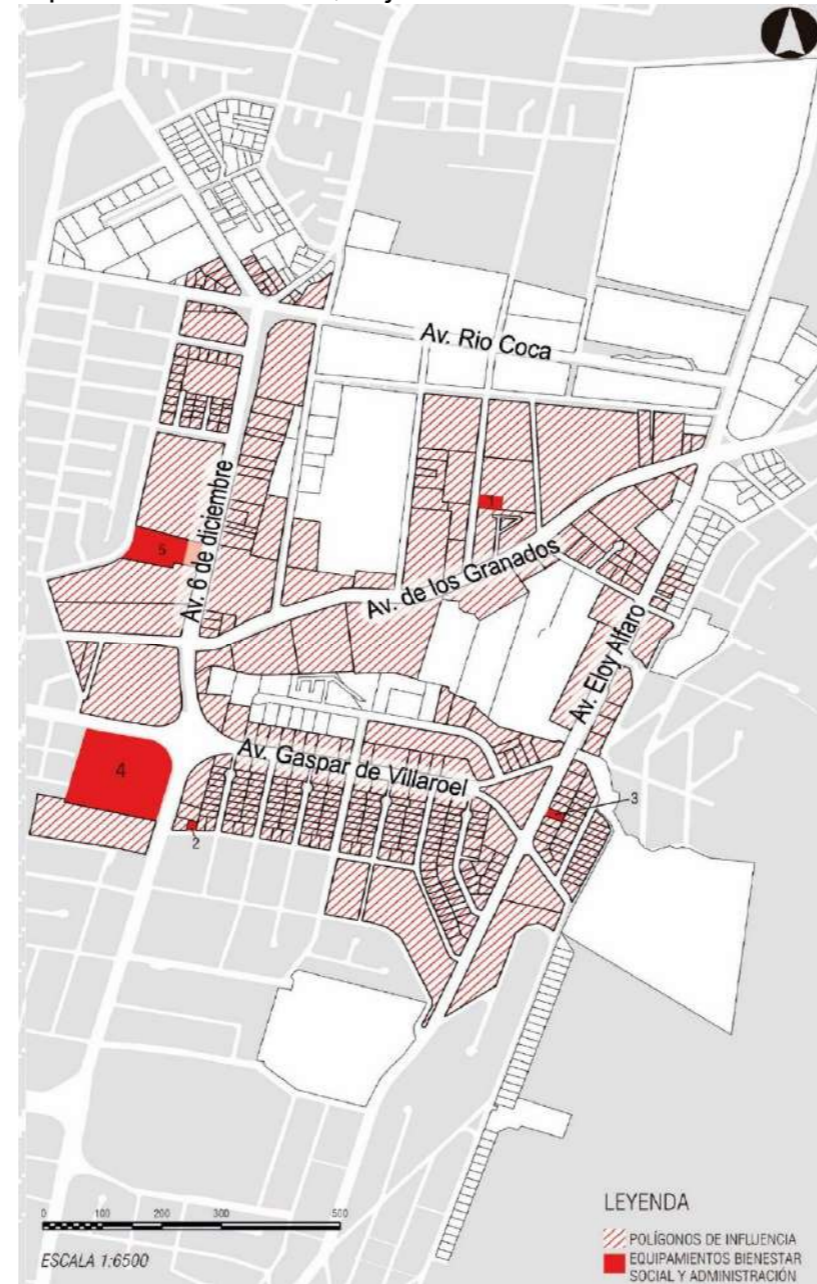 Av. Rio Coca
Av. 6 de diciembre
1
5
Av. de los Granados
Av. Eloy Alfaro
Av. Gaspar de Villaroel
4
3
2
LEYENDA
0 100 200 300 500
POLÍGONOS DE INFLUENCIA
EQUIPAMIENTOS BIENESTAR
SOCIAL Y ADMINISTRACIÓN
ESCALA 1:6500